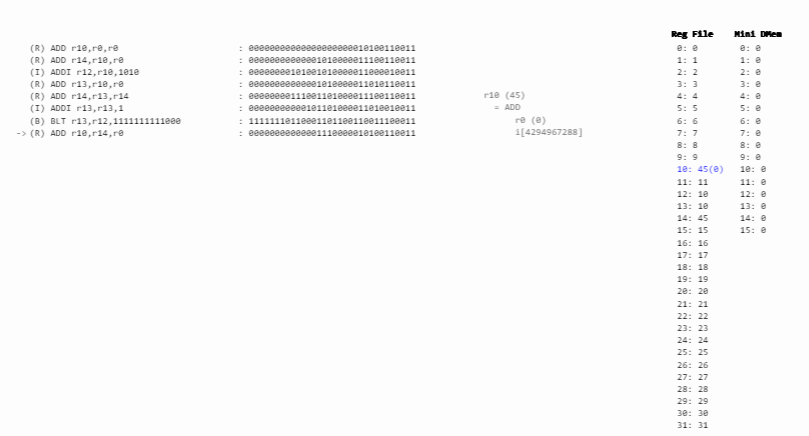 Reg File Mini DMem
(R) ADD r10,r0,r0 : 00000000000000000000010100110011
(R) ADD r14,r10,r0 : 00000000000001010000011100110011
(I) ADDI r12,r10,1010 : 00000000101001010000011000010011
(R) ADD r13,r10,r0 : 00000000000001010000011010110011
(R) ADD r14,r13,r14 : 00000000111001101000011100110011
(I) ADDI r13,r13,1 : 00000000000101101000011010010011
(B) BLT r13,r12,1111111111000 : 11111110110001101100110011100011
-> (R) ADD r10,r14,r0 : 00000000000001110000010100110011
r10 (45)
= ADD
r0 (0)
i[4294967288]
0: 0 0: 0
1: 1 1: 0
2: 2 2: 0
3: 3 3: 0
4: 4 4: 0
5: 5 5: 0
6: 6 6: 0
7: 7 7: 0
8: 8 8: 0
9: 9 9: 0
10: 45(0) 10: 0
11: 11 11: 0
12: 10 12: 0
13: 10 13: 0
14: 45 14: 0
15: 15 15: 0
16: 16
17: 17
18: 18
19: 19
20: 20
21: 21
22: 22
23: 23
24: 24
25: 25
26: 26
27: 27
28: 28
29: 29
30: 30
31: 31